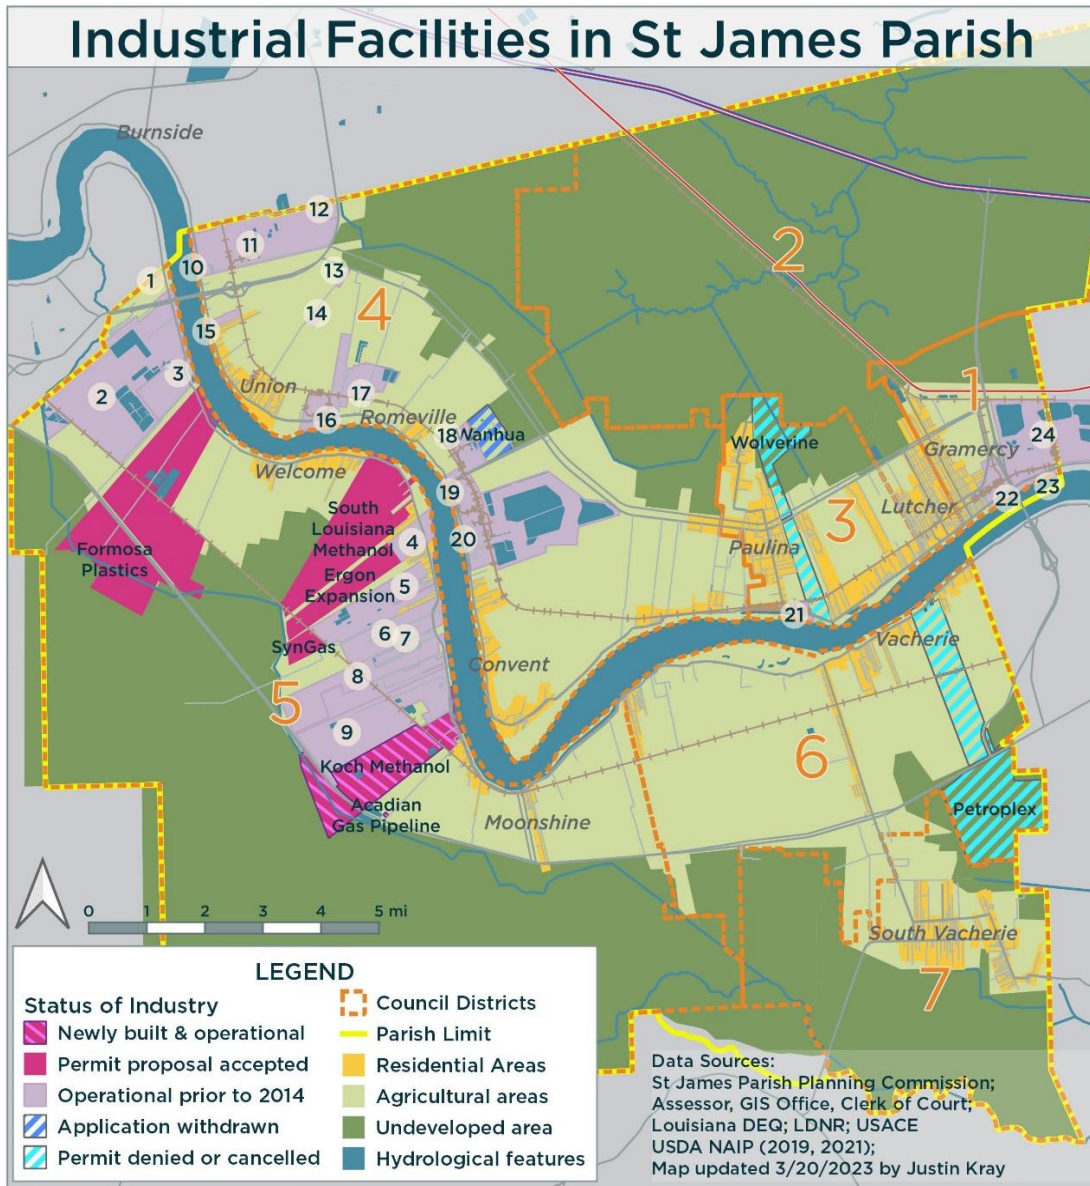 Industrial Facilities in St James Parish
Burnside
12
11
2
10
1
13
14
4
15
3
2
Union
17
1
16
Romeville
18
Wanhua
Wolverine
Gramercy
24
Welcome
19
23
22
South
Louisiana
Methanol
3
Lutcher
4
20
Paulina
Formosa
Plastics
Ergon
Expansion
5
21
6
7
Vacherie
SynGas
Convent
8
5
9
6
Koch Methanol
Acadian
Gas Pipeline
Moonshine
Petroplex
South Vacherie
7
0 1 2 3 4 5 mi
LEGEND
Status of Industry
Newly built & operational
Permit proposal accepted
Operational prior to 2014
Application withdrawn
Permit denied or cancelled
Council Districts
Parish Limit
Residential Areas
Agricultural areas
Undeveloped area
Hydrological features
Data Sources:
St James Parish Planning Commission;
Assessor, GIS Office, Clerk of Court;
Louisiana DEQ; LDNR; USACE
USDA NAIP (2019, 2021);
Map updated 3/20/2023 by Justin Kray